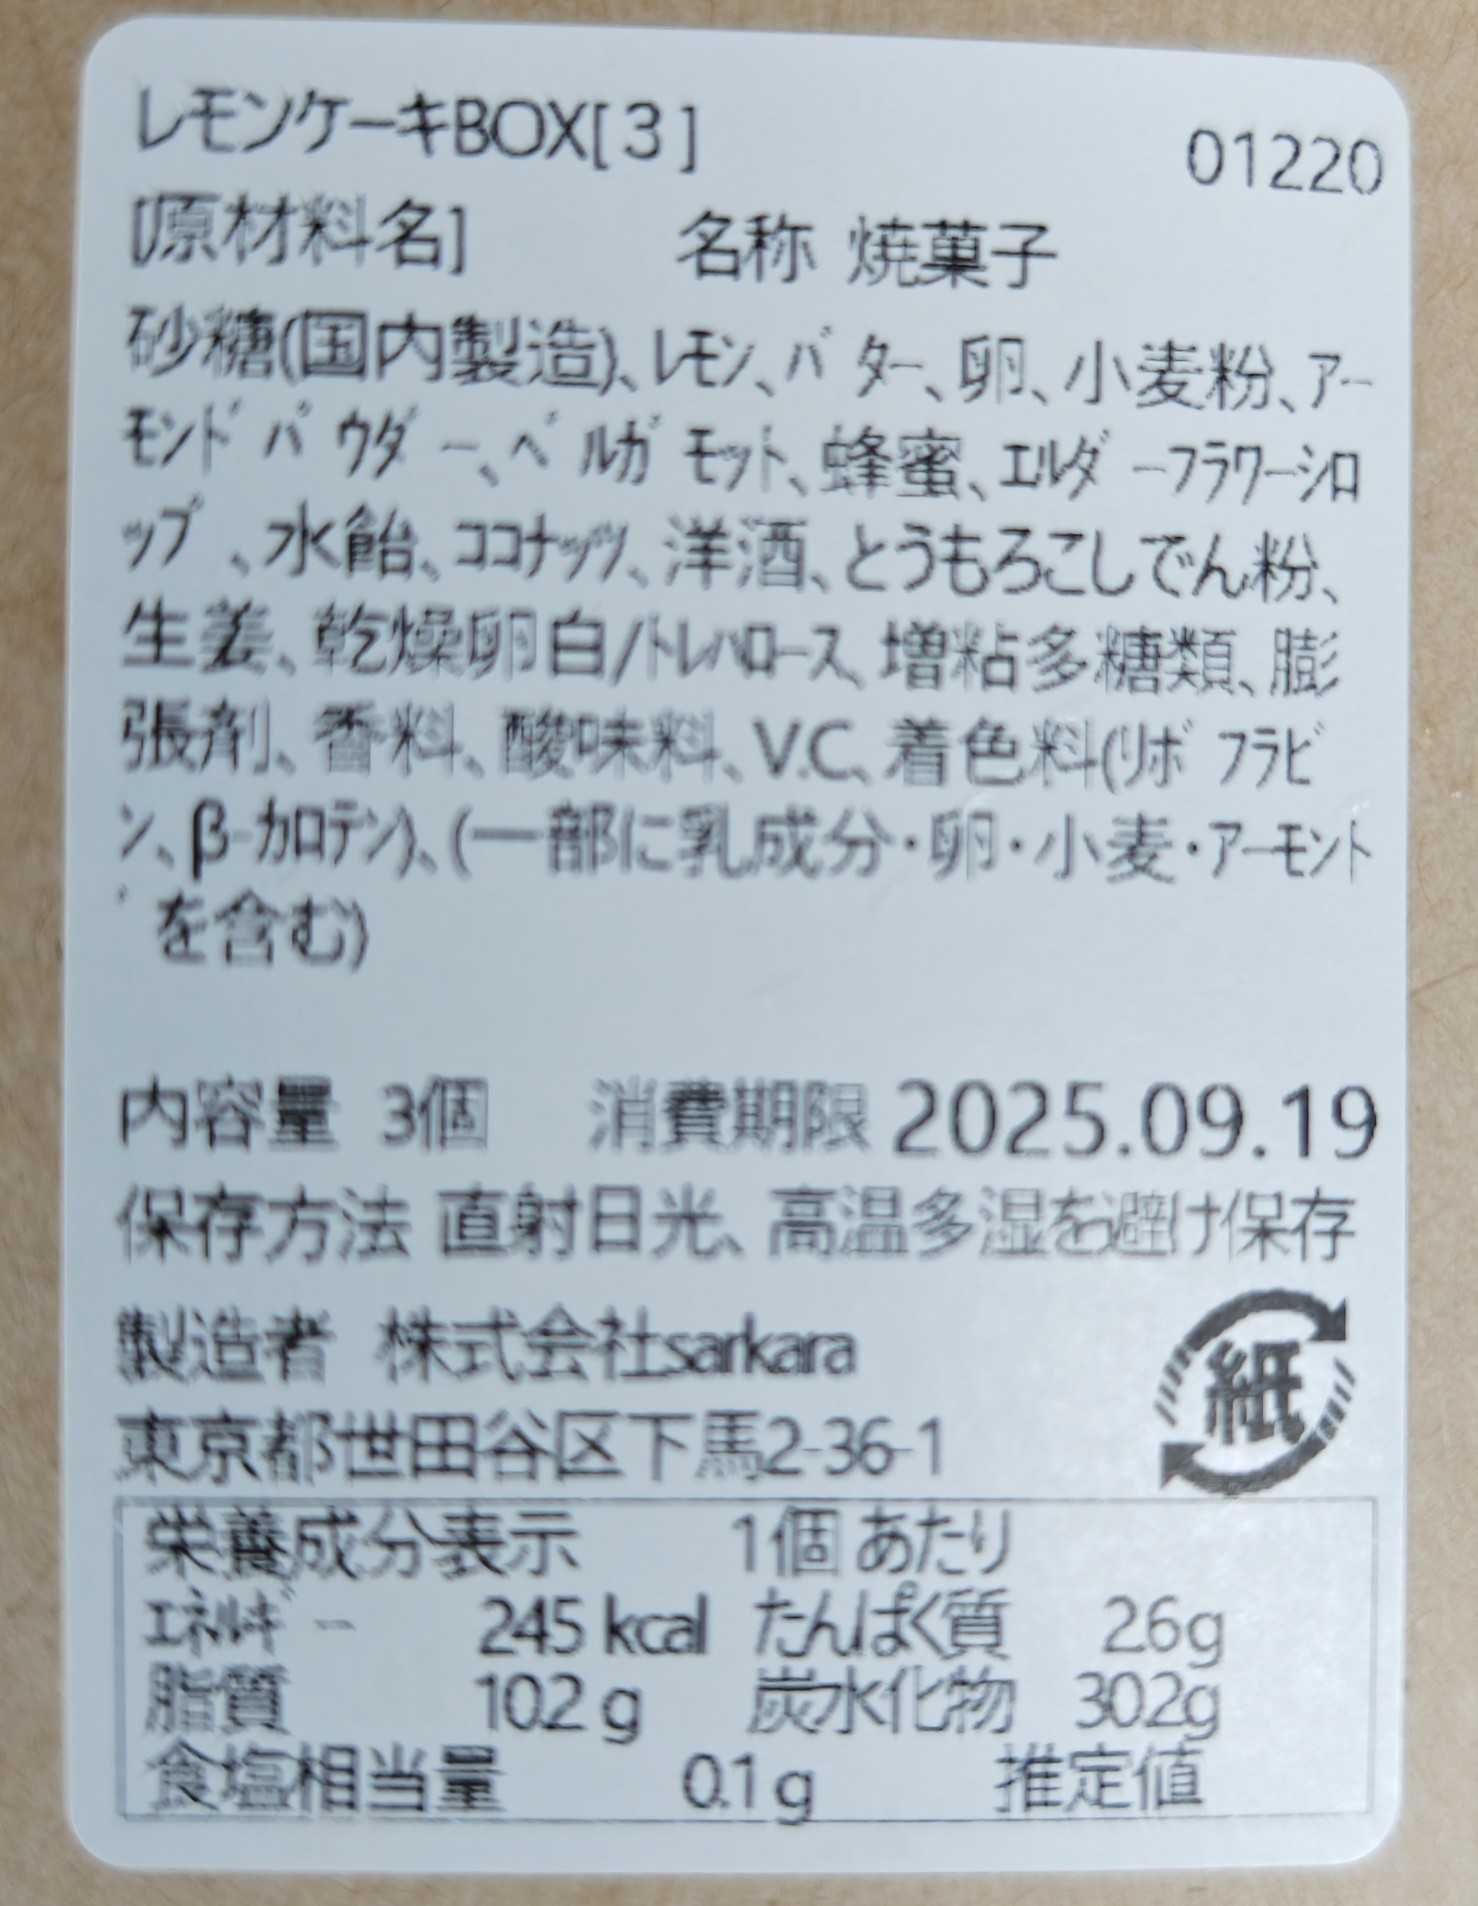 レモンケーキBOX[3]
01220
[原材料名] 名称 焼菓子
砂糖(国内製造)、ﾚﾓﾝ、ﾊﾞﾀｰ、卵、小麦粉、ｱｰ
ﾓﾝﾄﾞﾊﾟｳﾀﾞｰ、ﾍﾞﾙｶﾞﾓｯﾄ、蜂蜜、ｴﾙﾀﾞｰﾌﾗﾜｰｼﾛ
ｯﾌﾟ、水飴、ｺｺﾅｯﾂ、洋酒、とうもろこしでん粉、
生姜、乾燥卵白/ﾄﾚﾊﾛｰｽ、増粘多糖類、膨
張剤、香料、酸味料、V.C、着色料(ﾘﾎﾞﾌﾗﾋﾞ
ﾝ、β-ｶﾛﾃﾝ)、(一部に乳成分・卵・小麦・ｱｰﾓﾝﾄ
ﾞを含む)
内容量 3個 消費期限 2025.09.19
保存方法 直射日光、高温多湿を避け保存
製造者 株式会社sarkara
紙
東京都世田谷区下馬2-36-1
栄養成分表示 1個あたり
ｴﾈﾙｷﾞｰ 245 kcal たんぱく質 2.6g
脂質 10.2 g 炭水化物 30.2g
食塩相当量 0.1 g 推定値